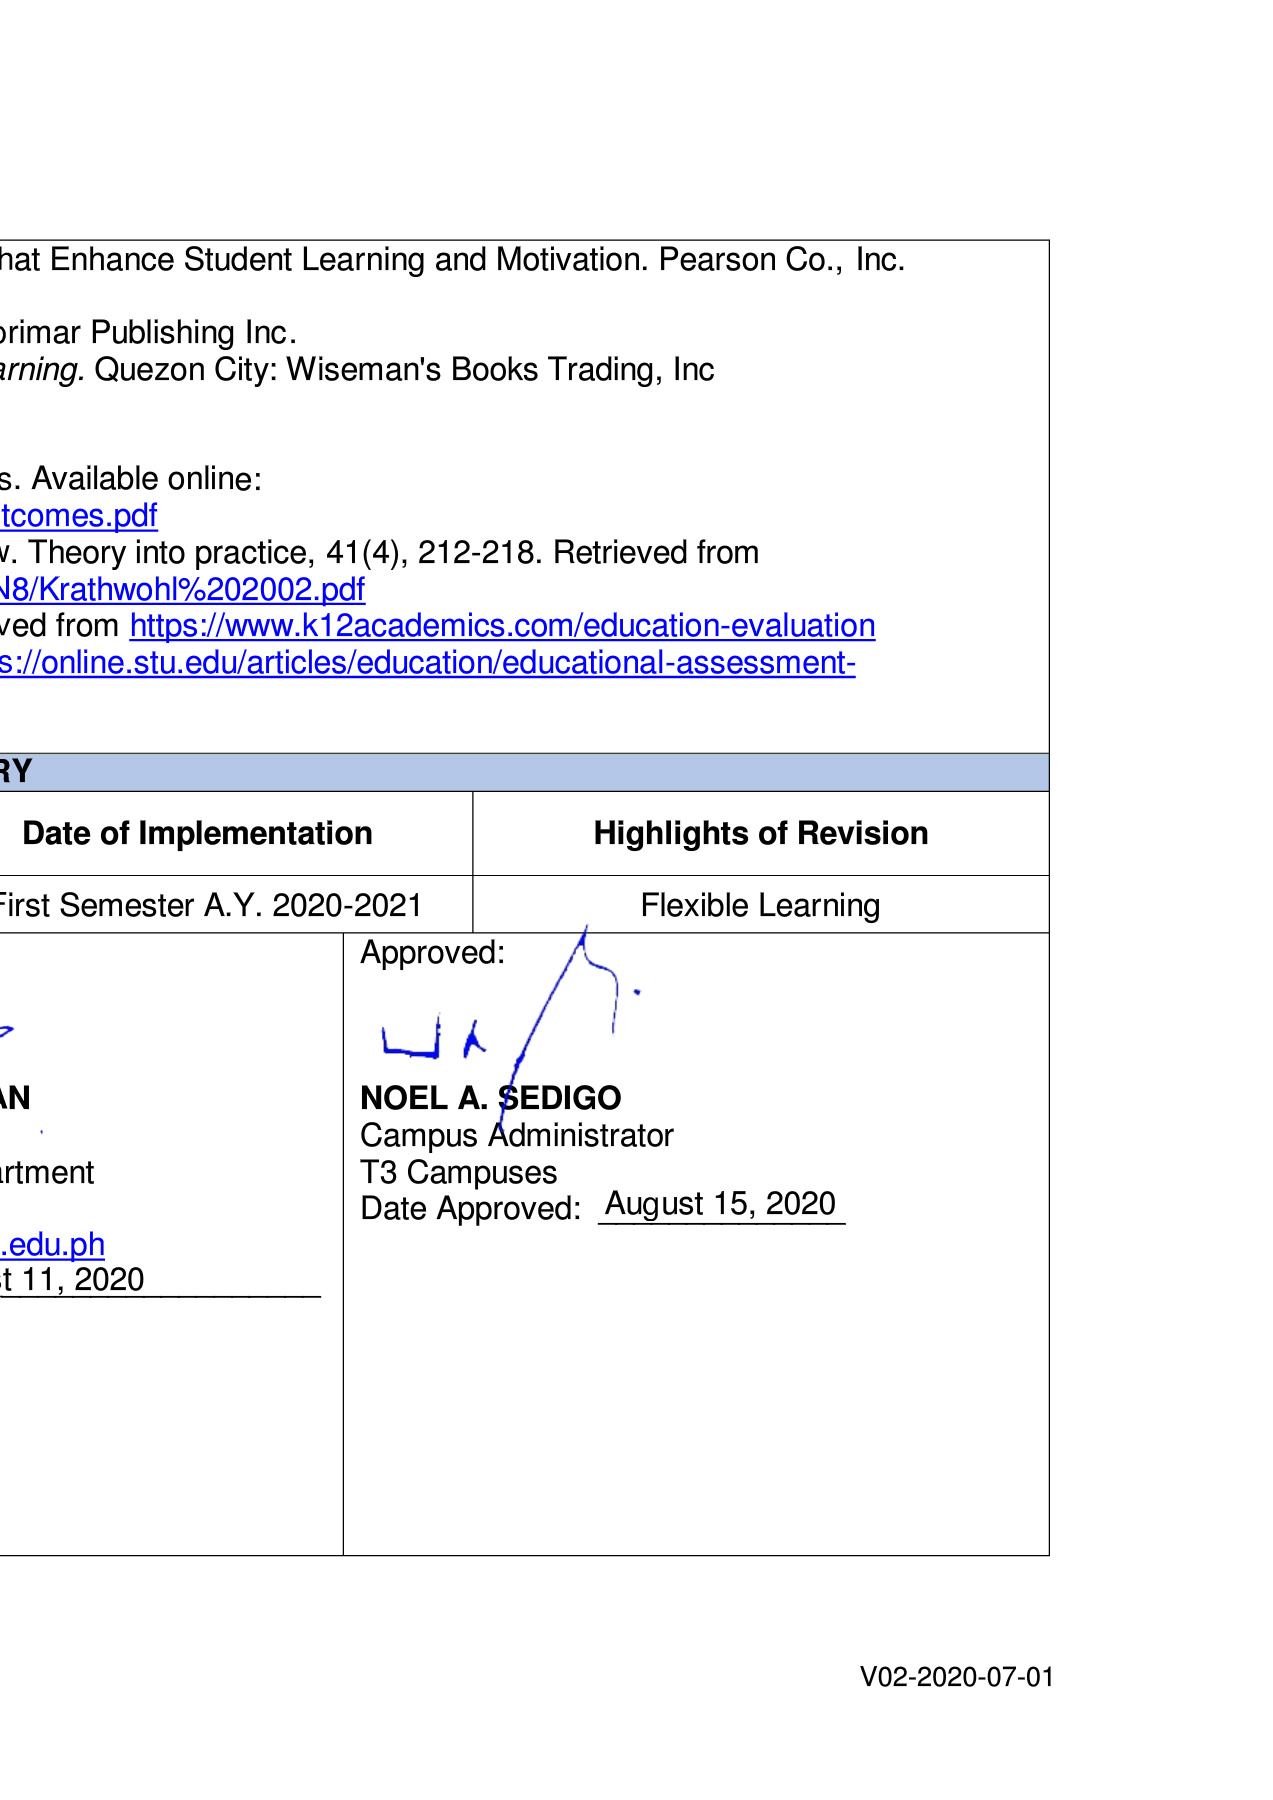 hat Enhance Student Learning and Motivation. Pearson Co., Inc.
orimar Publishing Inc.
arning. Quezon City: Wiseman's Books Trading, Inc
s. Available online:
tcomes.pdf
w. Theory into practice, 41(4), 212-218. Retrieved from
N8/Krathwohl%202002.pdf
ved from https://www.k12academics.com/education-evaluation
s://online.stu.edu/articles/education/educational-assessment-
RY
Date of Implementation Highlights of Revision
First Semester A.Y. 2020-2021 Flexible Learning
Approved:
AN
artment
.edu.ph
st 11, 2020
NOEL A. SEDIGO
Campus Administrator
T3 Campuses
Date Approved: August 15, 2020
V02-2020-07-01